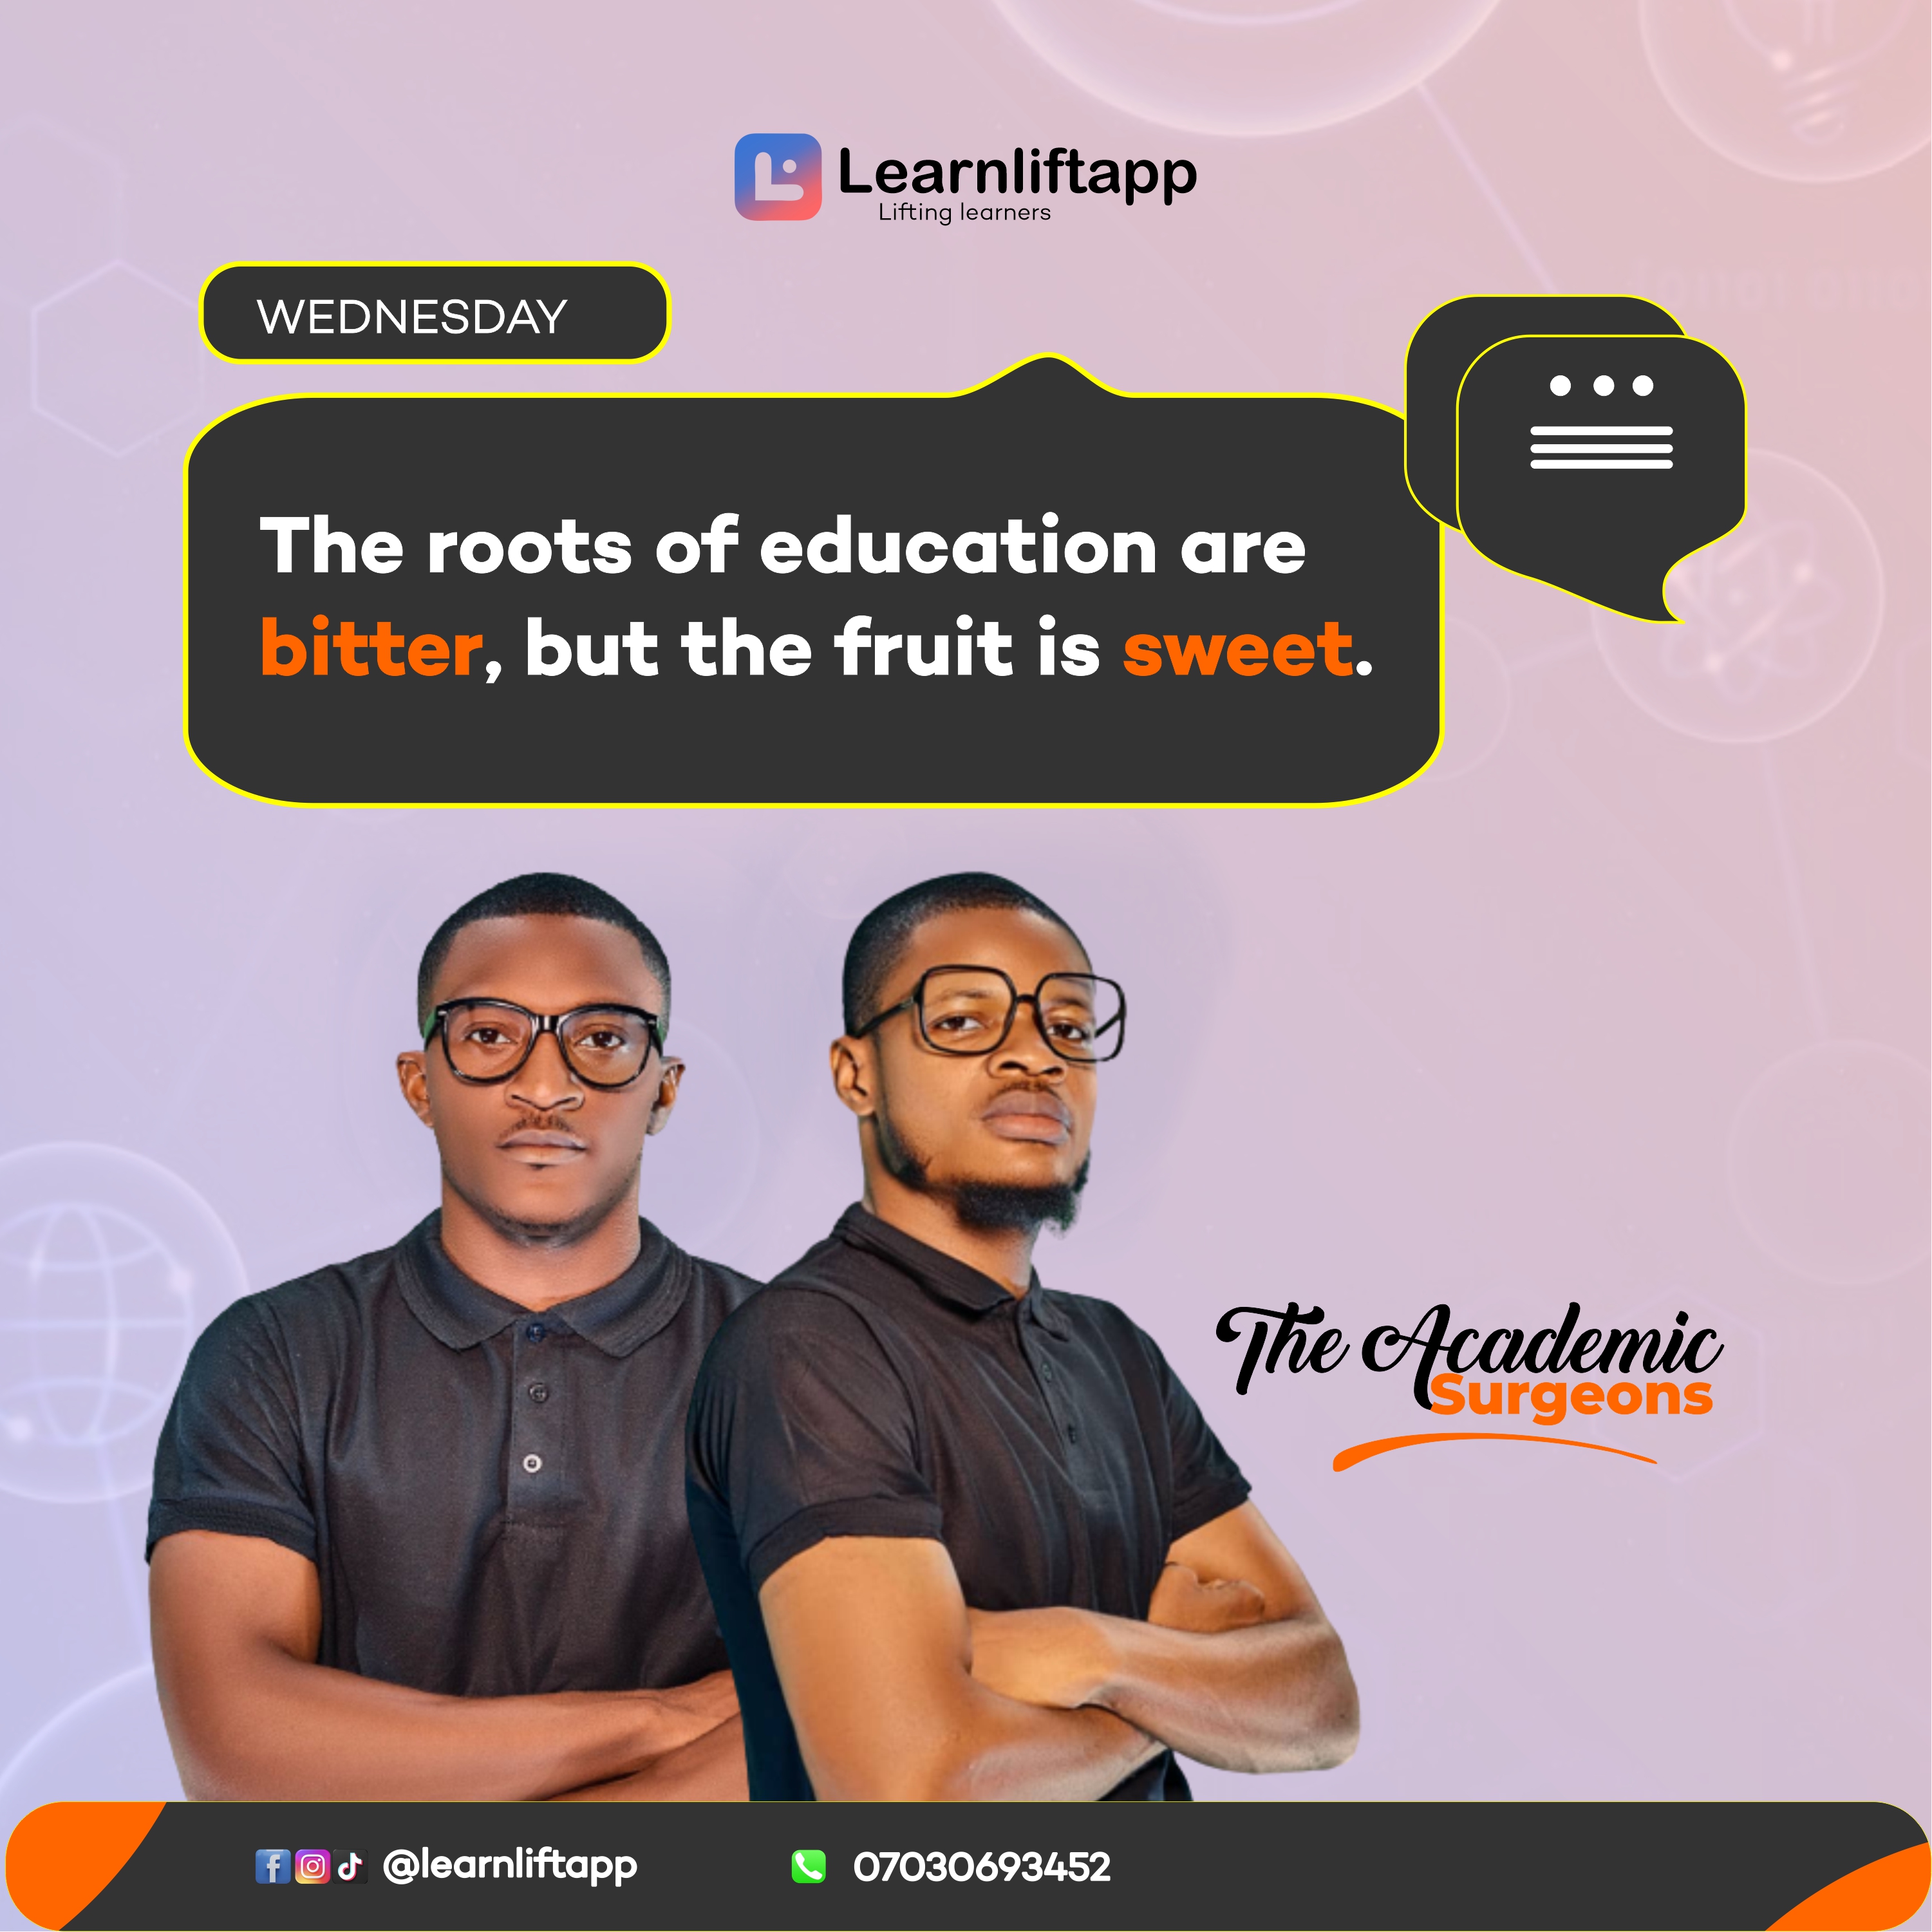 Learnliftapp
Lifting learners
WEDNESDAY
The roots of education are
bitter, but the fruit is sweet.
The Academic
Surgeons
@learnliftapp
07030693452